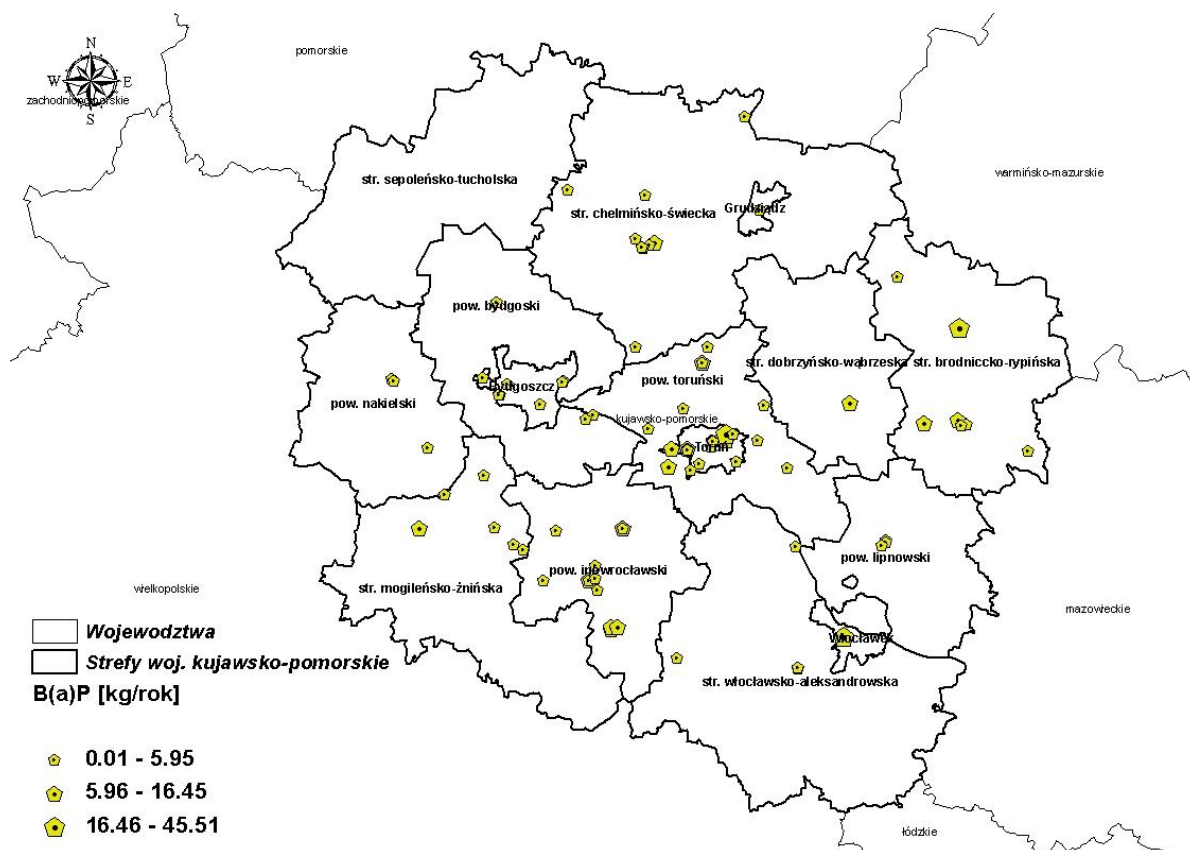 pomorskie
N
W E
zachodniopomorskie
S
warmińsko-mazurskie
str. sepoleńsko-tucholska
Grudziądz
str. chelmińsko-świecka
pow. bydgoski
str. dobrzyńsko-wąbrzeska
str. brodniccko-rypińska
pow. toruński
Bydgoszcz
pow. nakielski
kujawsko-pomorskie
Toruń
pow. lipnowski
pow. inowrocławski
str. mogileńsko-żnińska
wielkopolskie
mazowieckie
Włocławek
str. włocławsko-aleksandrowska
łódzkie
Wojewodztwa
Strefy woj. kujawsko-pomorskie
B(a)P [kg/rok]
0.01 - 5.95
5.96 - 16.45
16.46 - 45.51